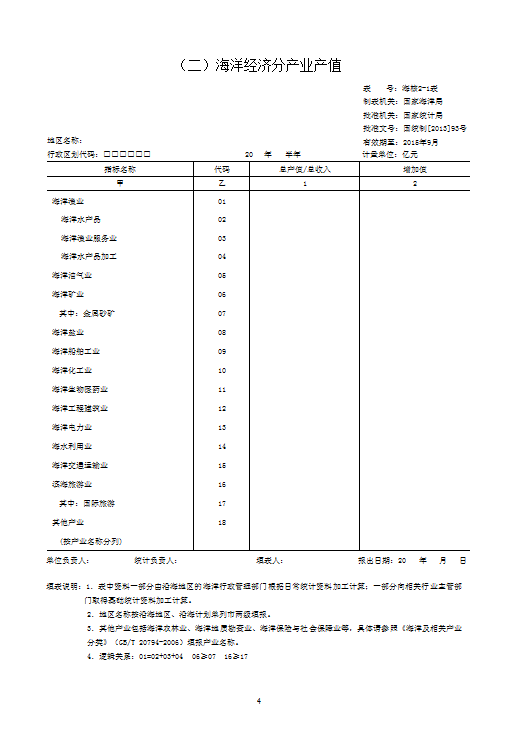 （二）海洋经济分产业产值
表　　号：海核2-1表
制表机关：国家海洋局
批准机关：国家统计局
批准文号：国统制[2013]93号
地区名称：　　有效期至：2015年9月
行政区划代码：□□□□□□　　20　年　半年　　计量单位：亿元
指标名称　代码　总产值/总收入　增加值
甲　乙　1　2
海洋渔业　01
海洋水产品　02
海洋渔业服务业　03
海洋水产品加工　04
海洋油气业　05
海洋矿业　06
其中：金属砂矿　07
海洋盐业　08
海洋船舶工业　09
海洋化工业　10
海洋生物医药业　11
海洋工程建筑业　12
海洋电力业　13
海水利用业　14
海洋交通运输业　15
滨海旅游业　16
其中：国际旅游　17
其他产业　18
(按产业名称分列)
单位负责人：　　统计负责人：　　填表人：　　报出日期：20　年　月　日
填表说明：1．表中资料一部分由沿海地区的海洋行政管理部门根据日常统计资料加工计算；一部分向相关行业主管部
门取得基础统计资料加工计算。
2．地区名称按沿海地区、沿海计划单列市两级填报。
3．其他产业包括海洋农林业、海洋地质勘查业、海洋保险与社会保障业等，具体请参照《海洋及相关产业
分类》（GB/T 20794-2006）填报产业名称。
4．逻辑关系：01=02+03+04　06≥07　16≥17
4